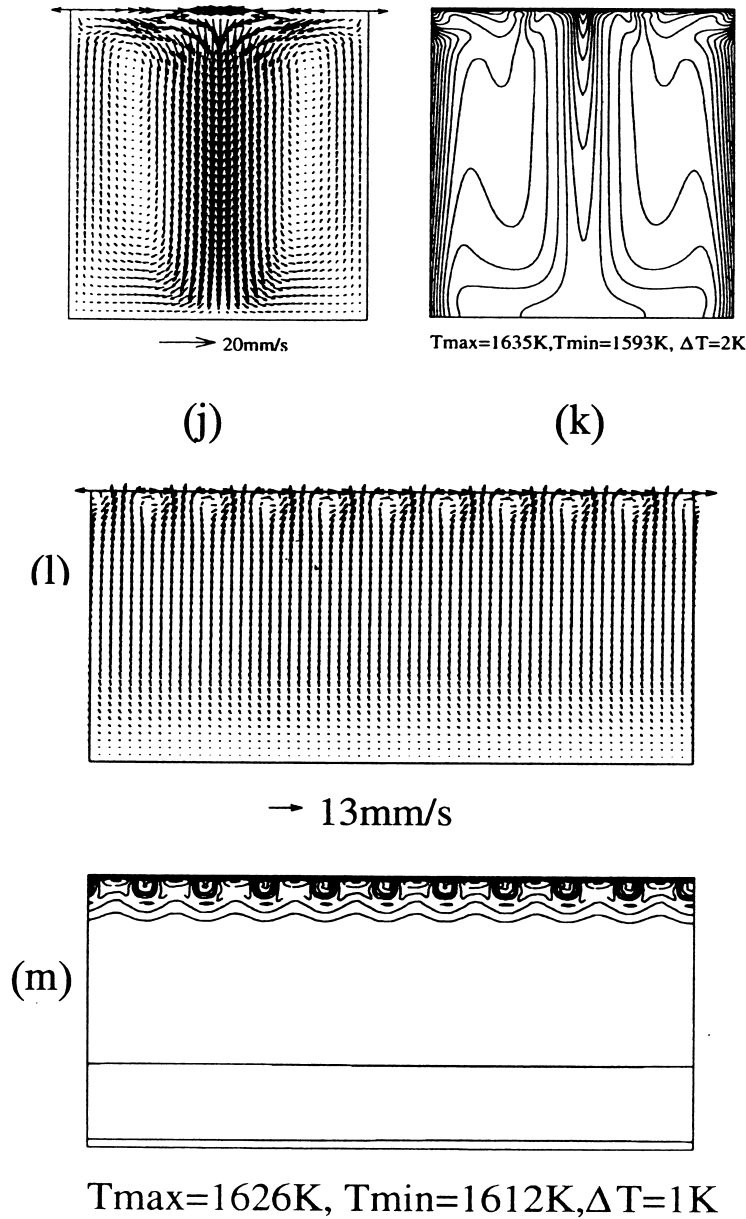 20mm/s
Tmax=1635K,Tmin=1593K, ΔT=2K
(j)
(k)
(l)
13mm/s
(m)
Tmax=1626K, Tmin=1612K,ΔT=1K